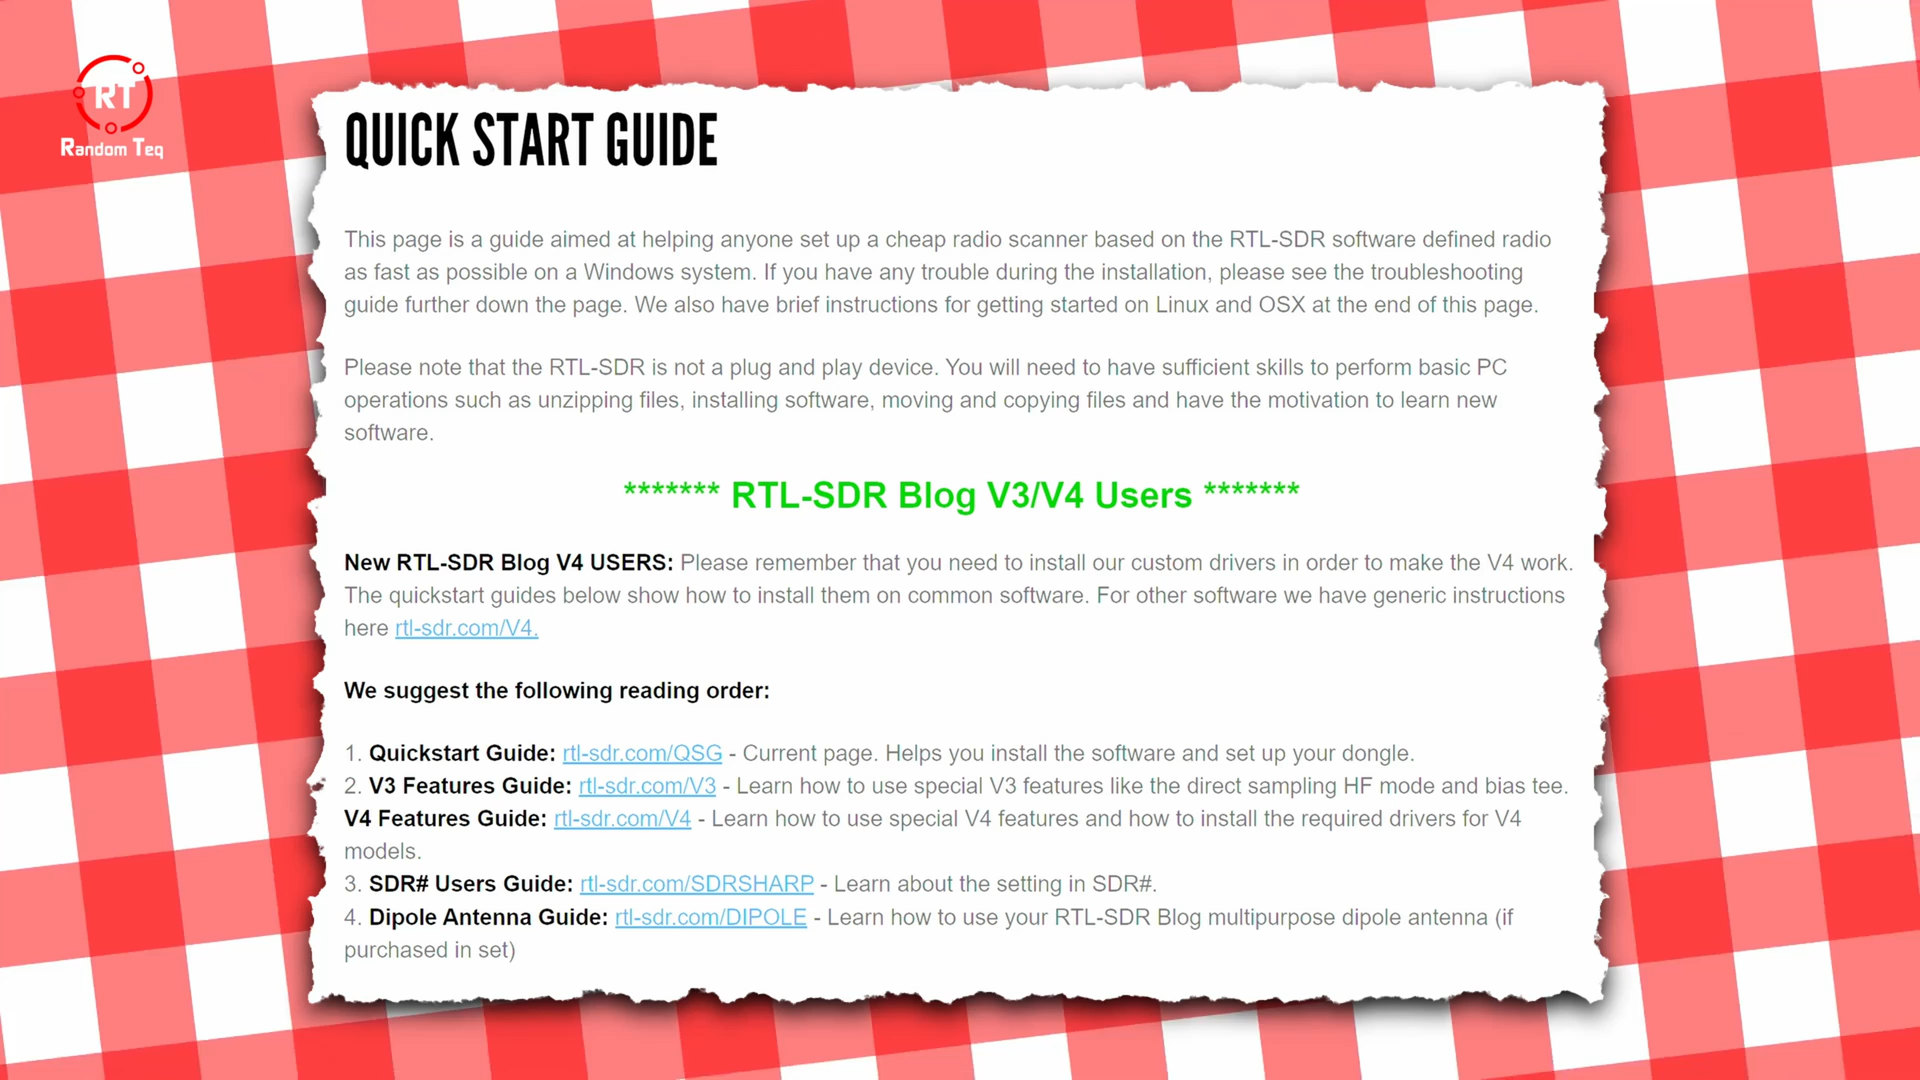 RT
Random Teq
QUICK START GUIDE
This page is a guide aimed at helping anyone set up a cheap radio scanner based on the RTL-SDR software defined radio
as fast as possible on a Windows system. If you have any trouble during the installation, please see the troubleshooting
guide further down the page. We also have brief instructions for getting started on Linux and OSX at the end of this page.
Please note that the RTL-SDR is not a plug and play device. You will need to have sufficient skills to perform basic PC
operations such as unzipping files, installing software, moving and copying files and have the motivation to learn new
software.
******* RTL-SDR Blog V3/V4 Users *******
New RTL-SDR Blog V4 USERS: Please remember that you need to install our custom drivers in order to make the V4 work.
The quickstart guides below show how to install them on common software. For other software we have generic instructions
here rtl-sdr.com/V4.
We suggest the following reading order:
1. Quickstart Guide: rtl-sdr.com/QSG - Current page. Helps you install the software and set up your dongle.
2. V3 Features Guide: rtl-sdr.com/V3 - Learn how to use special V3 features like the direct sampling HF mode and bias tee.
V4 Features Guide: rtl-sdr.com/V4 - Learn how to use special V4 features and how to install the required drivers for V4
models.
3. SDR# Users Guide: rtl-sdr.com/SDRSHARP - Learn about the setting in SDR#.
4. Dipole Antenna Guide: rtl-sdr.com/DIPOLE - Learn how to use your RTL-SDR Blog multipurpose dipole antenna (if
purchased in set)